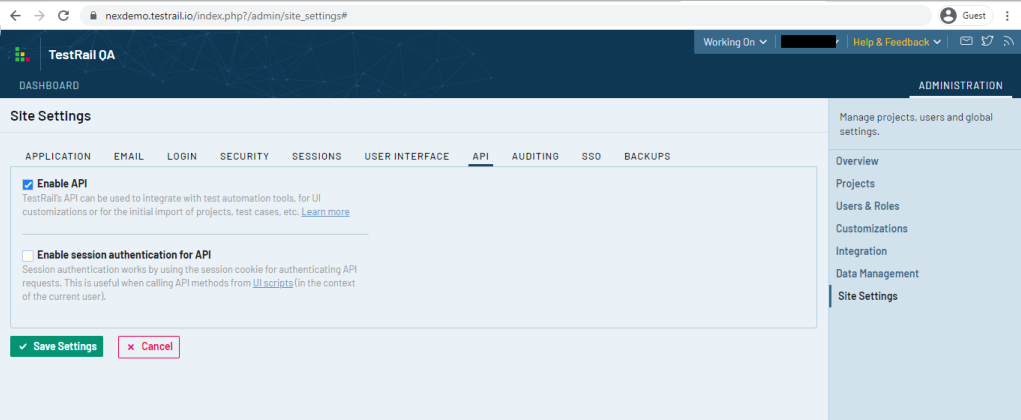 nexdemo.testrail.io/index.php?/admin/site_settings#
Guest
TestRail QA
Working On
Help & Feedback
DASHBOARD
ADMINISTRATION
Site Settings
Manage projects, users and global
settings.
APPLICATION EMAIL LOGIN SECURITY SESSIONS USER INTERFACE API AUDITING SSO BACKUPS
Overview
Projects
Users & Roles
Customizations
Integration
Data Management
Site Settings
Enable API
TestRail's API can be used to integrate with test automation tools, for UI
customizations or for the initial import of projects, test cases, etc. Learn more
Enable session authentication for API
Session authentication works by using the session cookie for authenticating API
requests. This is useful when calling API methods from UI scripts (in the context
of the current user).
Save Settings
Cancel